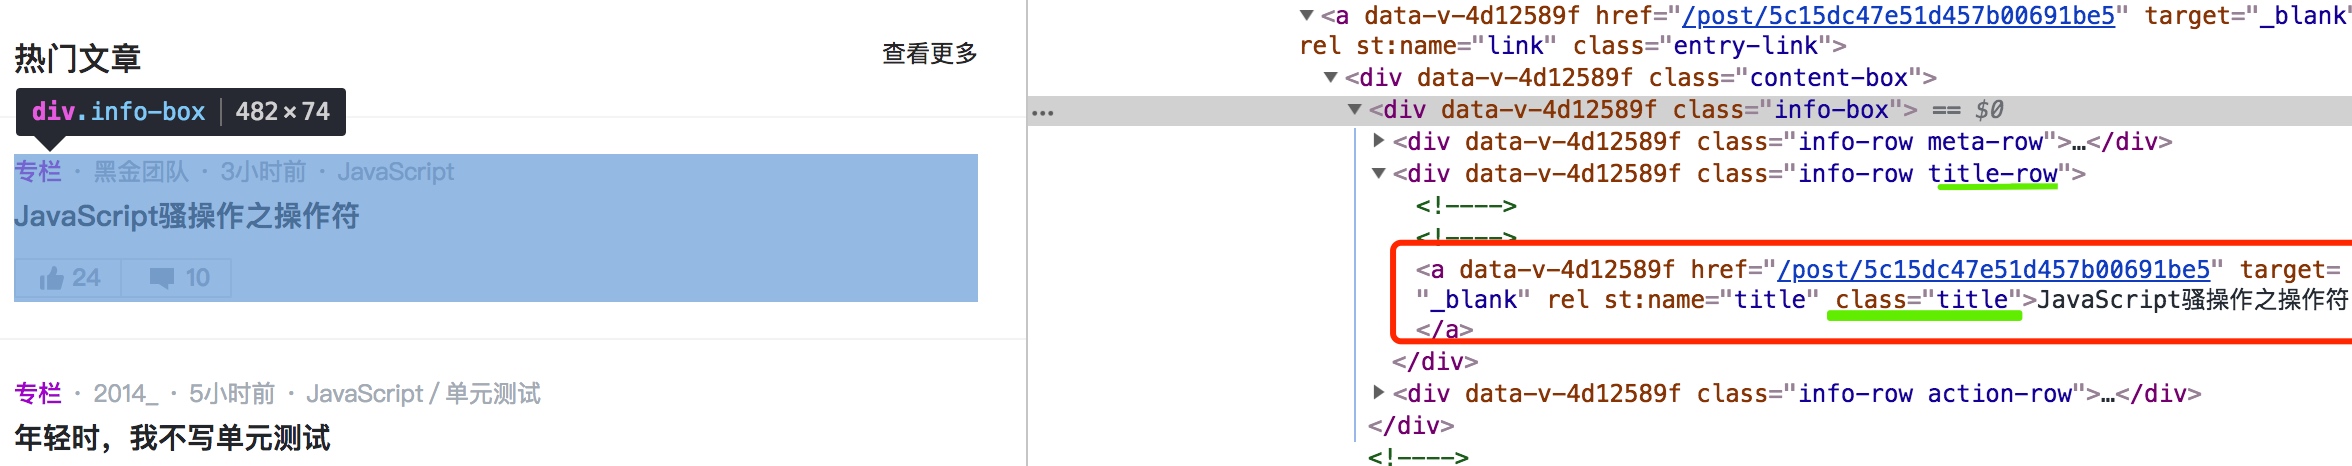 热门文章
查看更多
div.info-box | 482×74
专栏 · 黑金团队 · 3小时前 · JavaScript
JavaScript骚操作之操作符
24 10
专栏 · 2014_ · 5小时前 · JavaScript / 单元测试
年轻时，我不写单元测试
▼<a data-v-4d12589f href="/post/5c15dc47e51d457b00691be5" target="_blank"
rel st:name="link" class="entry-link">
▼<div data-v-4d12589f class="content-box">
… ▼<div data-v-4d12589f class="info-box"> == $0
▶<div data-v-4d12589f class="info-row meta-row">…</div>
▼<div data-v-4d12589f class="info-row title-row">
<!---->
<!---->
<a data-v-4d12589f href="/post/5c15dc47e51d457b00691be5" target=
"_blank" rel st:name="title" class="title">JavaScript骚操作之操作符
</a>
</div>
▶<div data-v-4d12589f class="info-row action-row">…</div>
</div>
<!---->